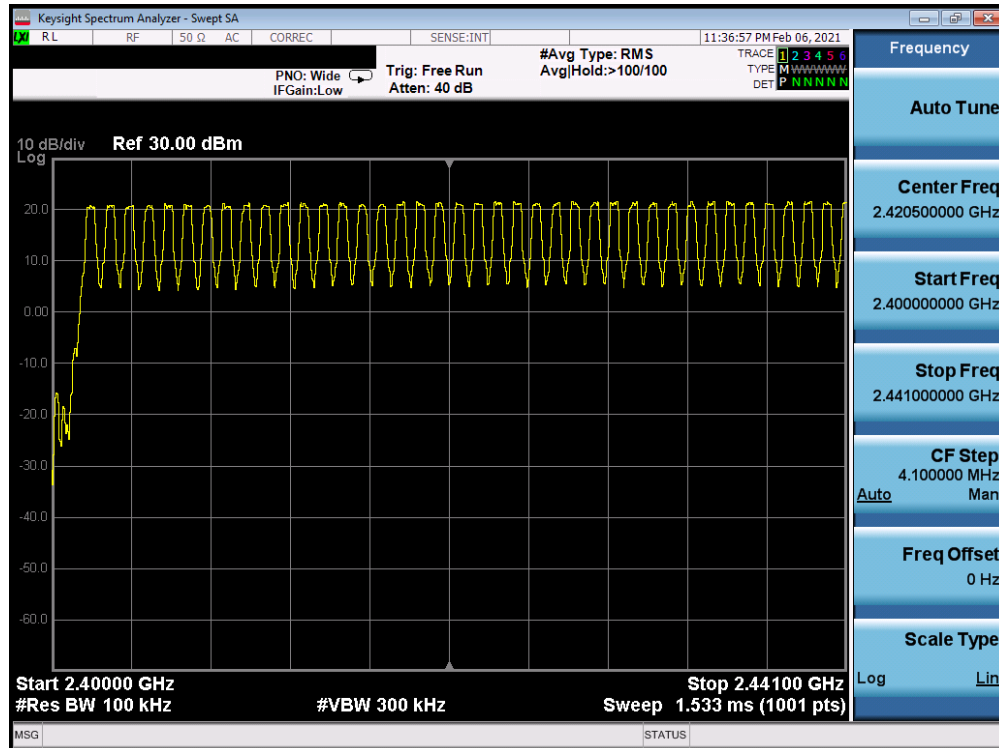 Keysight Spectrum Analyzer - Swept SA
LXI RL RF 50 Ω AC CORREC SENSE:INT 11:36:57 PM Feb 06, 2021
PNO: Wide
IFGain:Low
Trig: Free Run
Atten: 40 dB
#Avg Type: RMS
Avg|Hold:>100/100
TRACE 1 2 3 4 5 6
TYPE M WWWWW
DET P N N N N N
10 dB/div
Log
Ref 30.00 dBm
20.0
10.0
0.00
-10.0
-20.0
-30.0
-40.0
-50.0
-60.0
Start 2.40000 GHz
#Res BW 100 kHz
#VBW 300 kHz
Stop 2.44100 GHz
Sweep 1.533 ms (1001 pts)
MSG STATUS
Frequency
Auto Tune
Center Freq
2.420500000 GHz
Start Freq
2.400000000 GHz
Stop Freq
2.441000000 GHz
CF Step
4.100000 MHz
Auto Man
Freq Offset
0 Hz
Scale Type
Log Lin